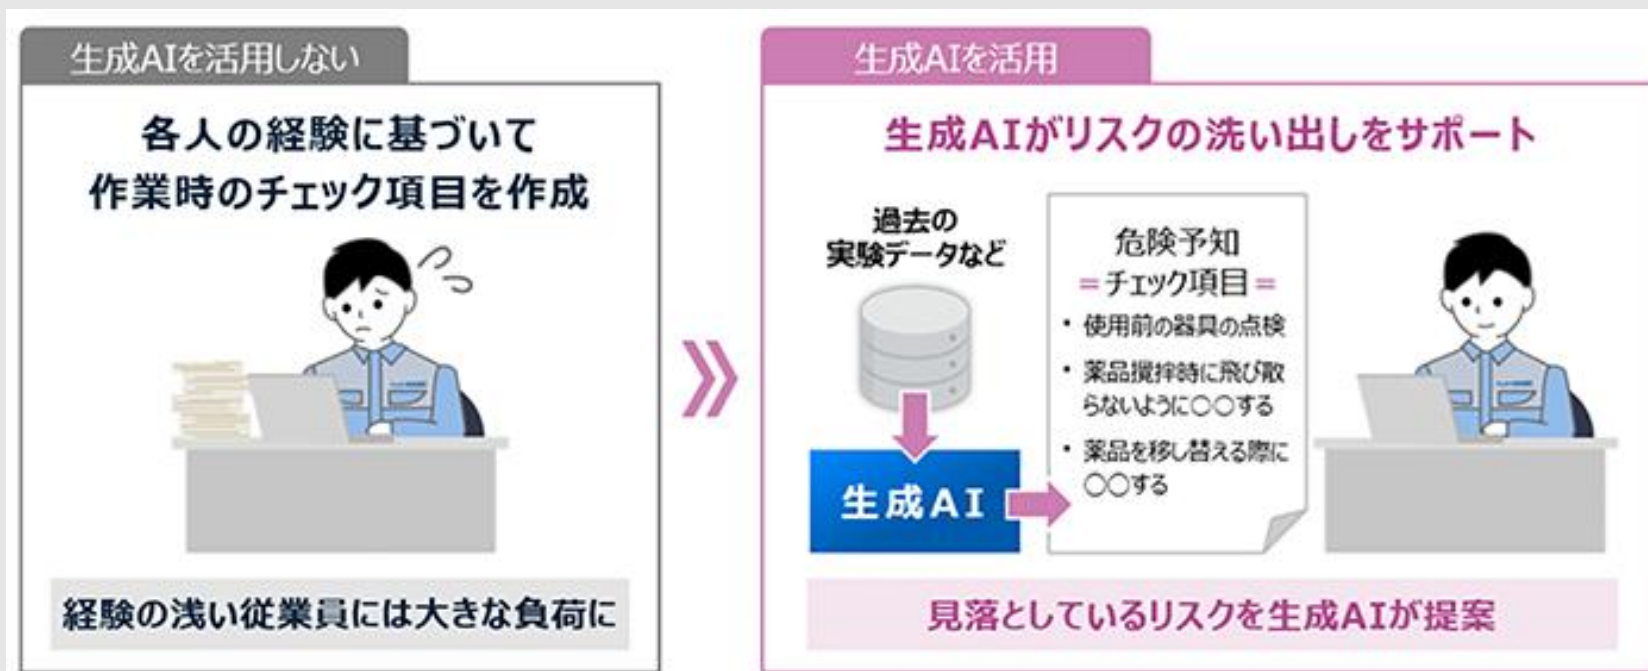 生成AIを活用しない
各人の経験に基づいて
作業時のチェック項目を作成
経験の浅い従業員には大きな負荷に
生成AIを活用
生成AIがリスクの洗い出しをサポート
過去の
実験データなど
生成AI
危険予知
=チェック項目=
・使用前の器具の点検
・薬品撹拌時に飛び散
らないように○○する
・薬品を移し替える際に
○○する
見落としているリスクを生成AIが提案